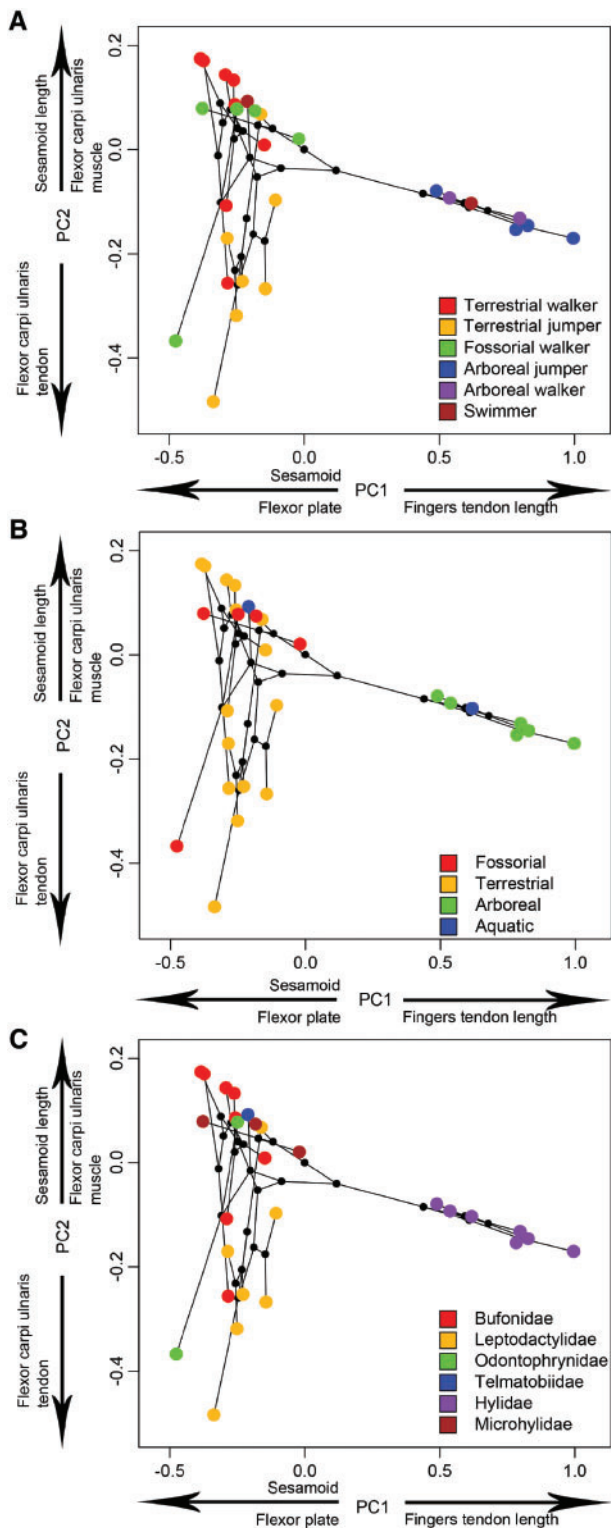 A
Sesamoid length
Flexor carpi ulnaris
muscle
PC2
Flexor carpi ulnaris
tendon
0.2
0.0
-0.2
-0.4
Terrestrial walker
Terrestrial jumper
Fossorial walker
Arboreal jumper
Arboreal walker
Swimmer
-0.5
0.0
0.5
1.0
Sesamoid
PC1
Flexor plate
Fingers tendon length
B
Sesamoid length
Flexor carpi ulnaris
muscle
PC2
Flexor carpi ulnaris
tendon
0.2
0.0
-0.2
-0.4
Fossorial
Terrestrial
Arboreal
Aquatic
-0.5
0.0
0.5
1.0
Sesamoid
PC1
Flexor plate
Fingers tendon length
C
Sesamoid length
Flexor carpi ulnaris
muscle
PC2
Flexor carpi ulnaris
tendon
0.2
0.0
-0.2
-0.4
Bufonidae
Leptodactylidae
Odontophrynidae
Telmatobiidae
Hylidae
Microhylidae
-0.5
0.0
0.5
1.0
Sesamoid
PC1
Flexor plate
Fingers tendon length